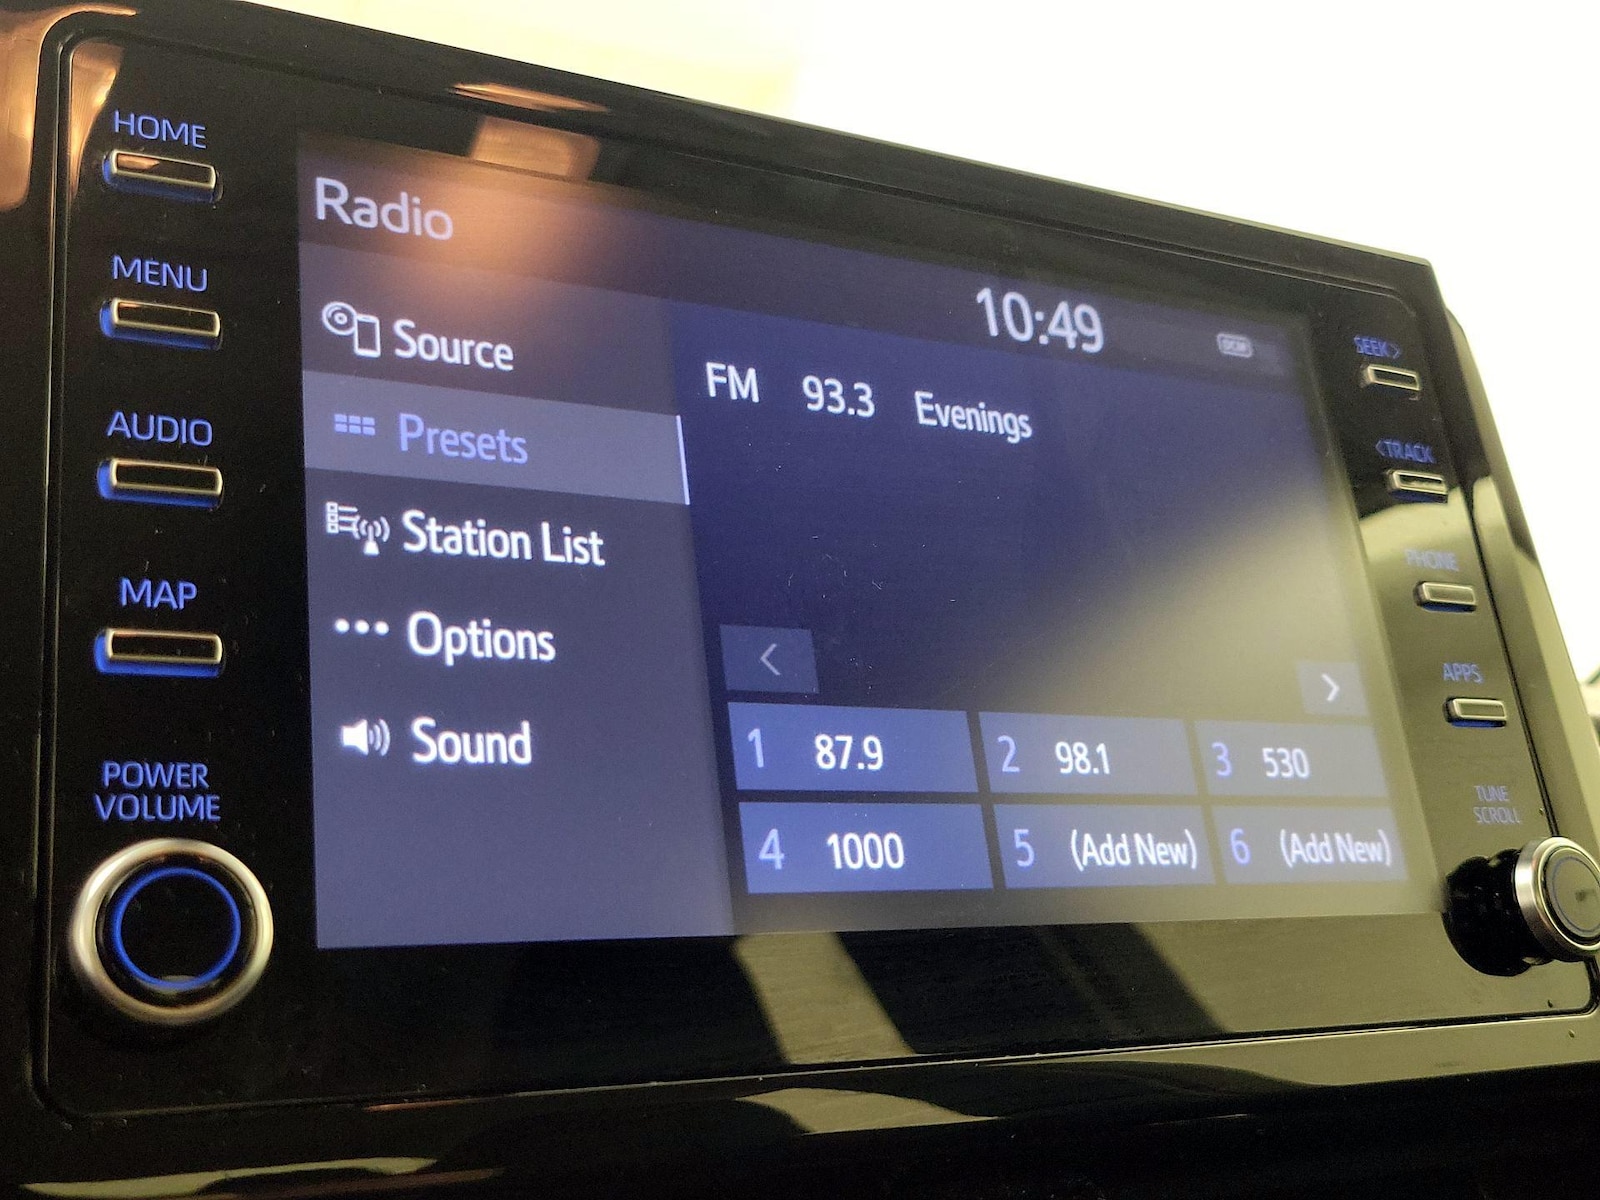 HOME
MENU
AUDIO
MAP
POWER
VOLUME
Radio
10:49
DCM
Source
Presets
Station List
Options
Sound
FM 93.3 Evenings
<
>
1 87.9
2 98.1
3 530
4 1000
5 (Add New)
6 (Add New)
SEEK >
< TRACK
PHONE
APPS
TUNE
SCROLL